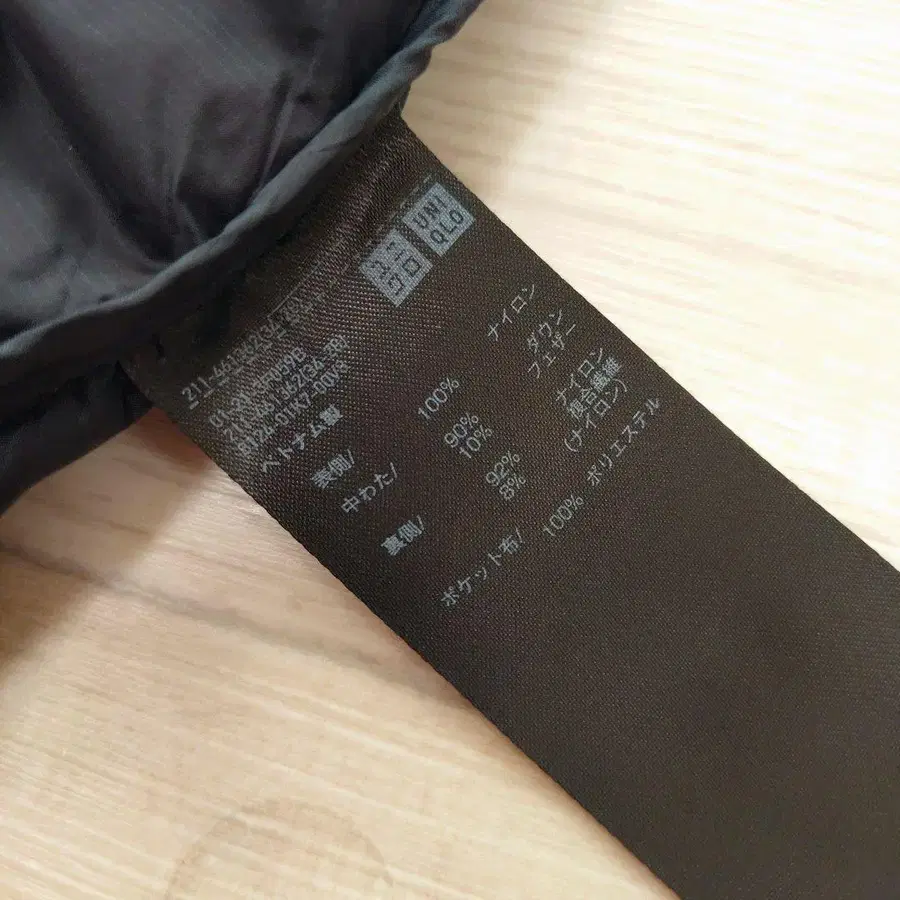 ユニ
クロ
UNI
QLO
ベトナム製
表側/ 100% ナイロン
中わた/ 90% ダウン
10% フェザー
裏側/ 92% ナイロン
8% 複合繊維
(ナイロン)
ポケット布/ 100% ポリエステル